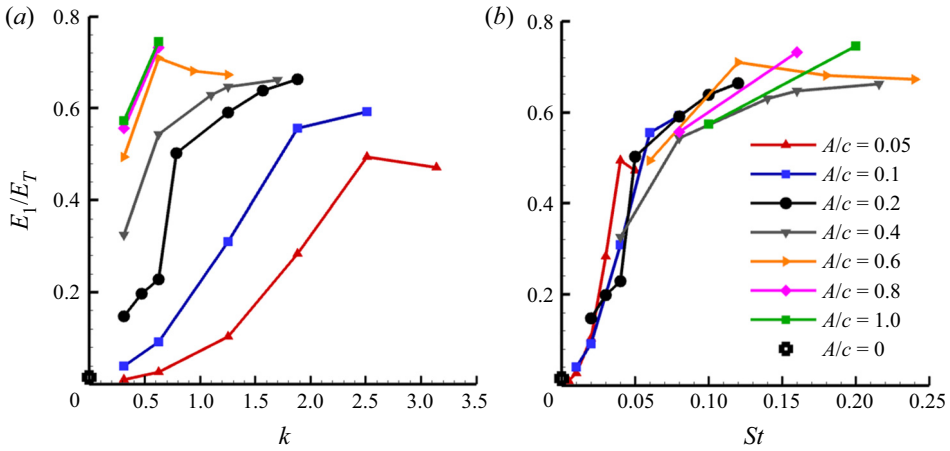 (a)
0.8
0.6
0.4
0.2
E1/ET
0 0.5 1.0 1.5 2.0 2.5 3.0 3.5
k
(b)
0.8
0.6
0.4
0.2
0 0.05 0.10 0.15 0.20 0.25
St
A/c = 0.05
A/c = 0.1
A/c = 0.2
A/c = 0.4
A/c = 0.6
A/c = 0.8
A/c = 1.0
A/c = 0